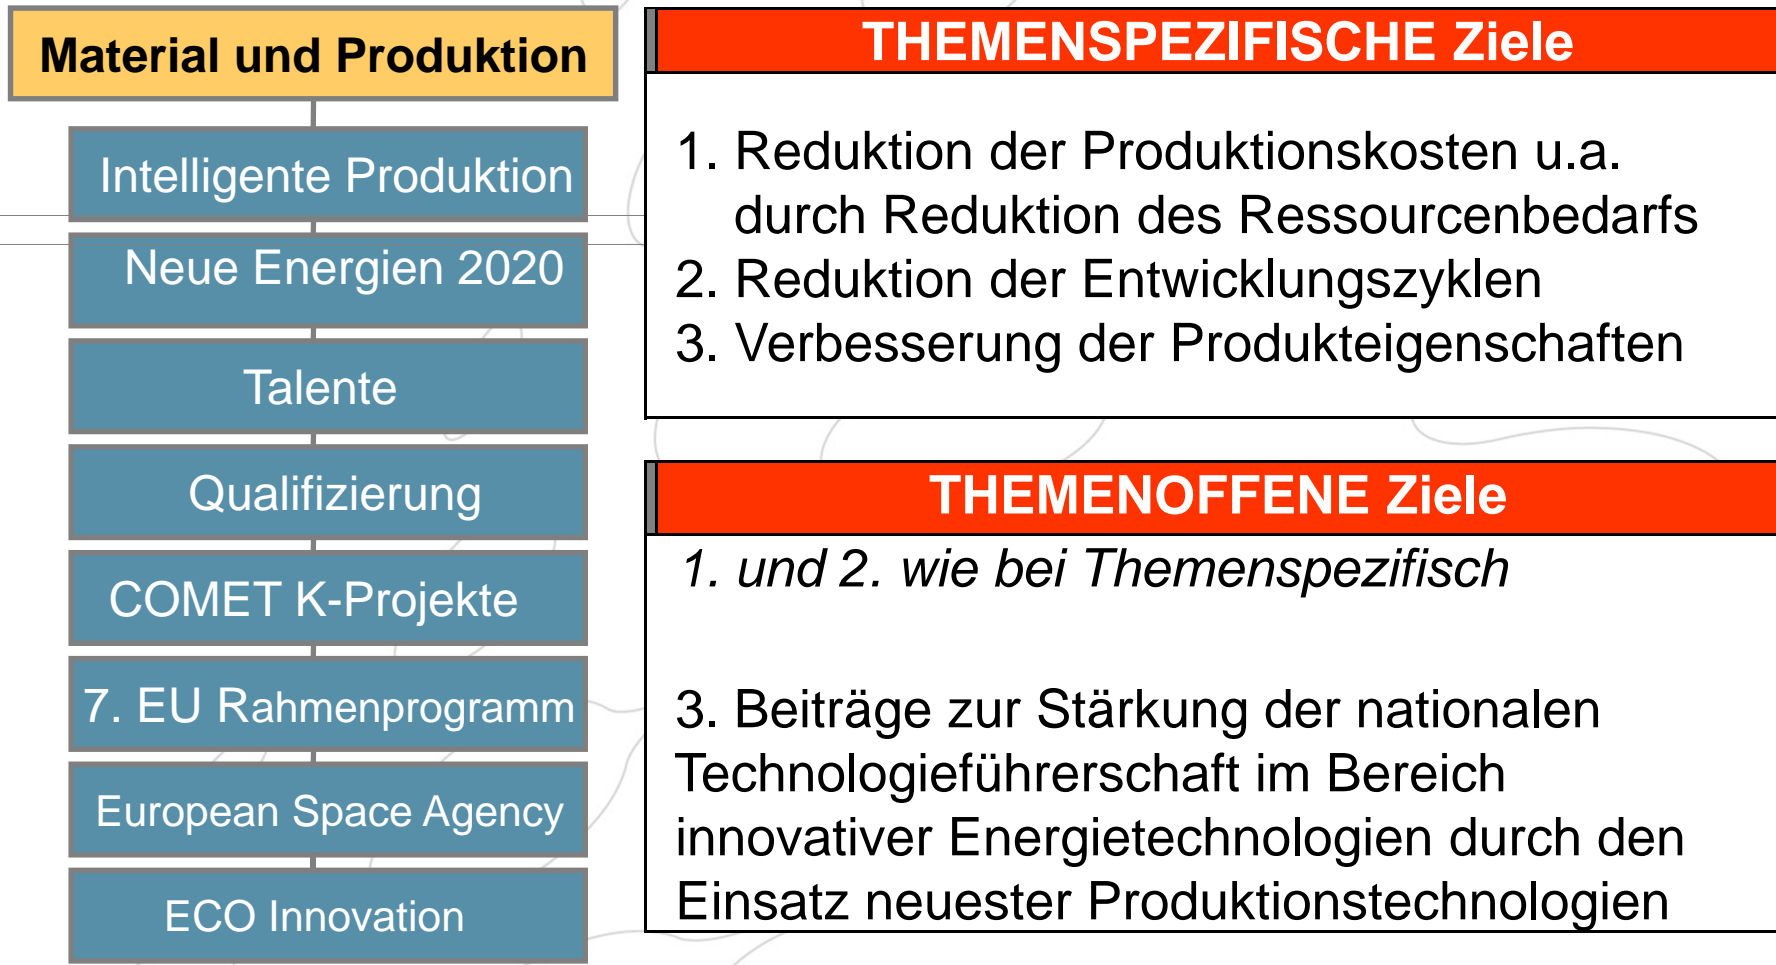 Material und Produktion
Intelligente Produktion
Neue Energien 2020
Talente
Qualifizierung
COMET K-Projekte
7. EU Rahmenprogramm
European Space Agency
ECO Innovation
THEMENSPEZIFISCHE Ziele
1. Reduktion der Produktionskosten u.a.
durch Reduktion des Ressourcenbedarfs
2. Reduktion der Entwicklungszyklen
3. Verbesserung der Produkteigenschaften
THEMENOFFENE Ziele
1. und 2. wie bei Themenspezifisch
3. Beiträge zur Stärkung der nationalen
Technologieführerschaft im Bereich
innovativer Energietechnologien durch den
Einsatz neuester Produktionstechnologien